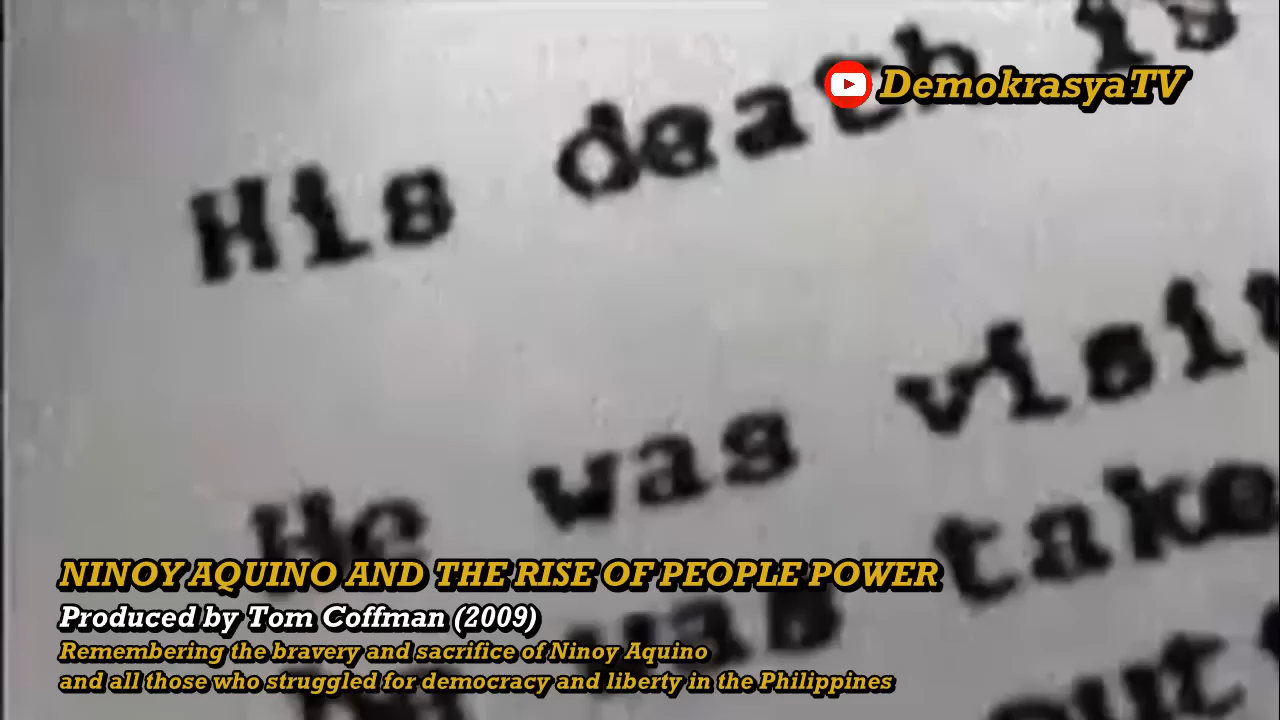 His death is
DemokrasyaTV
He was visit
was take
NINOY AQUINO AND THE RISE OF PEOPLE POWER
Produced by Tom Coffman (2009)
Remembering the bravery and sacrifice of Ninoy Aquino
and all those who struggled for democracy and liberty in the Philippines